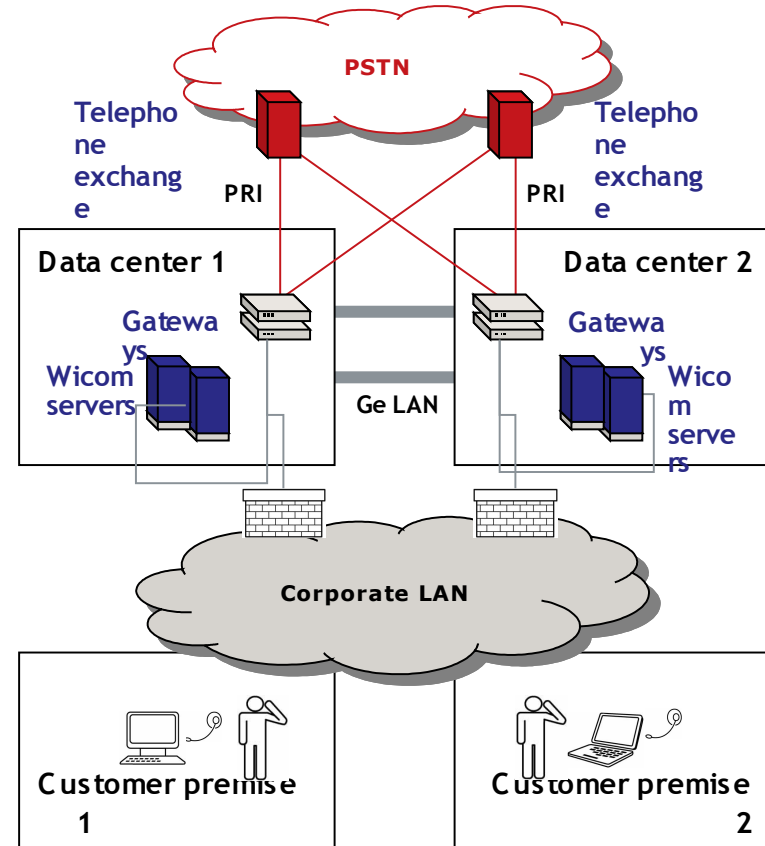 PSTN
Telepho
ne
exchang
e
Telepho
ne
exchang
e
PRI
PRI
Data center 1
Data center 2
Gatewa
ys
Wicom
servers
Ge LAN
Gatewa
ys
Wico
m
serve
rs
Corporate LAN
Customer premise
1
Customer premise
2